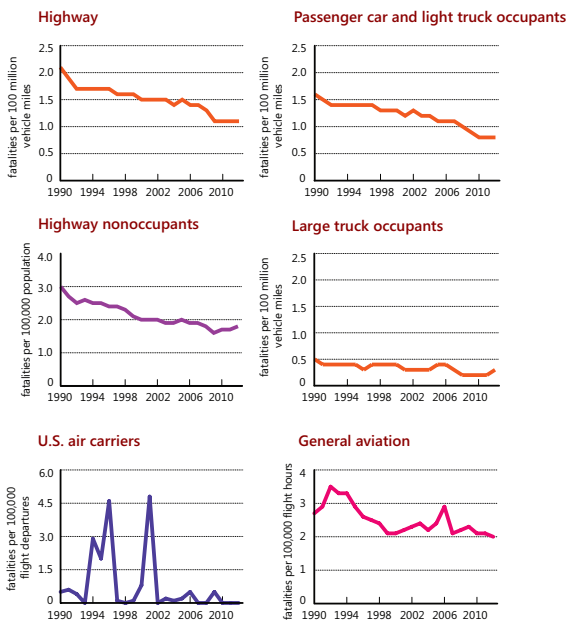 Highway
fatalities per 100 million
vehicle miles
2.5
2.0
1.5
1.0
0.5
0
1990 1994 1998 2002 2006 2010
Passenger car and light truck occupants
fatalities per 100 million
vehicle miles
2.5
2.0
1.5
1.0
0.5
0
1990 1994 1998 2002 2006 2010
Highway nonoccupants
fatalities per 100,000 population
4.0
3.0
2.0
1.0
0
1990 1994 1998 2002 2006 2010
Large truck occupants
fatalities per 100 million
vehicle miles
2.5
2.0
1.5
1.0
0.5
0
1990 1994 1998 2002 2006 2010
U.S. air carriers
fatalities per 100,000
flight departures
6.0
4.5
3.0
1.5
0
1990 1994 1998 2002 2006 2010
General aviation
fatalities per 100,000 flight hours
4
3
2
1
0
1990 1994 1998 2002 2006 2010